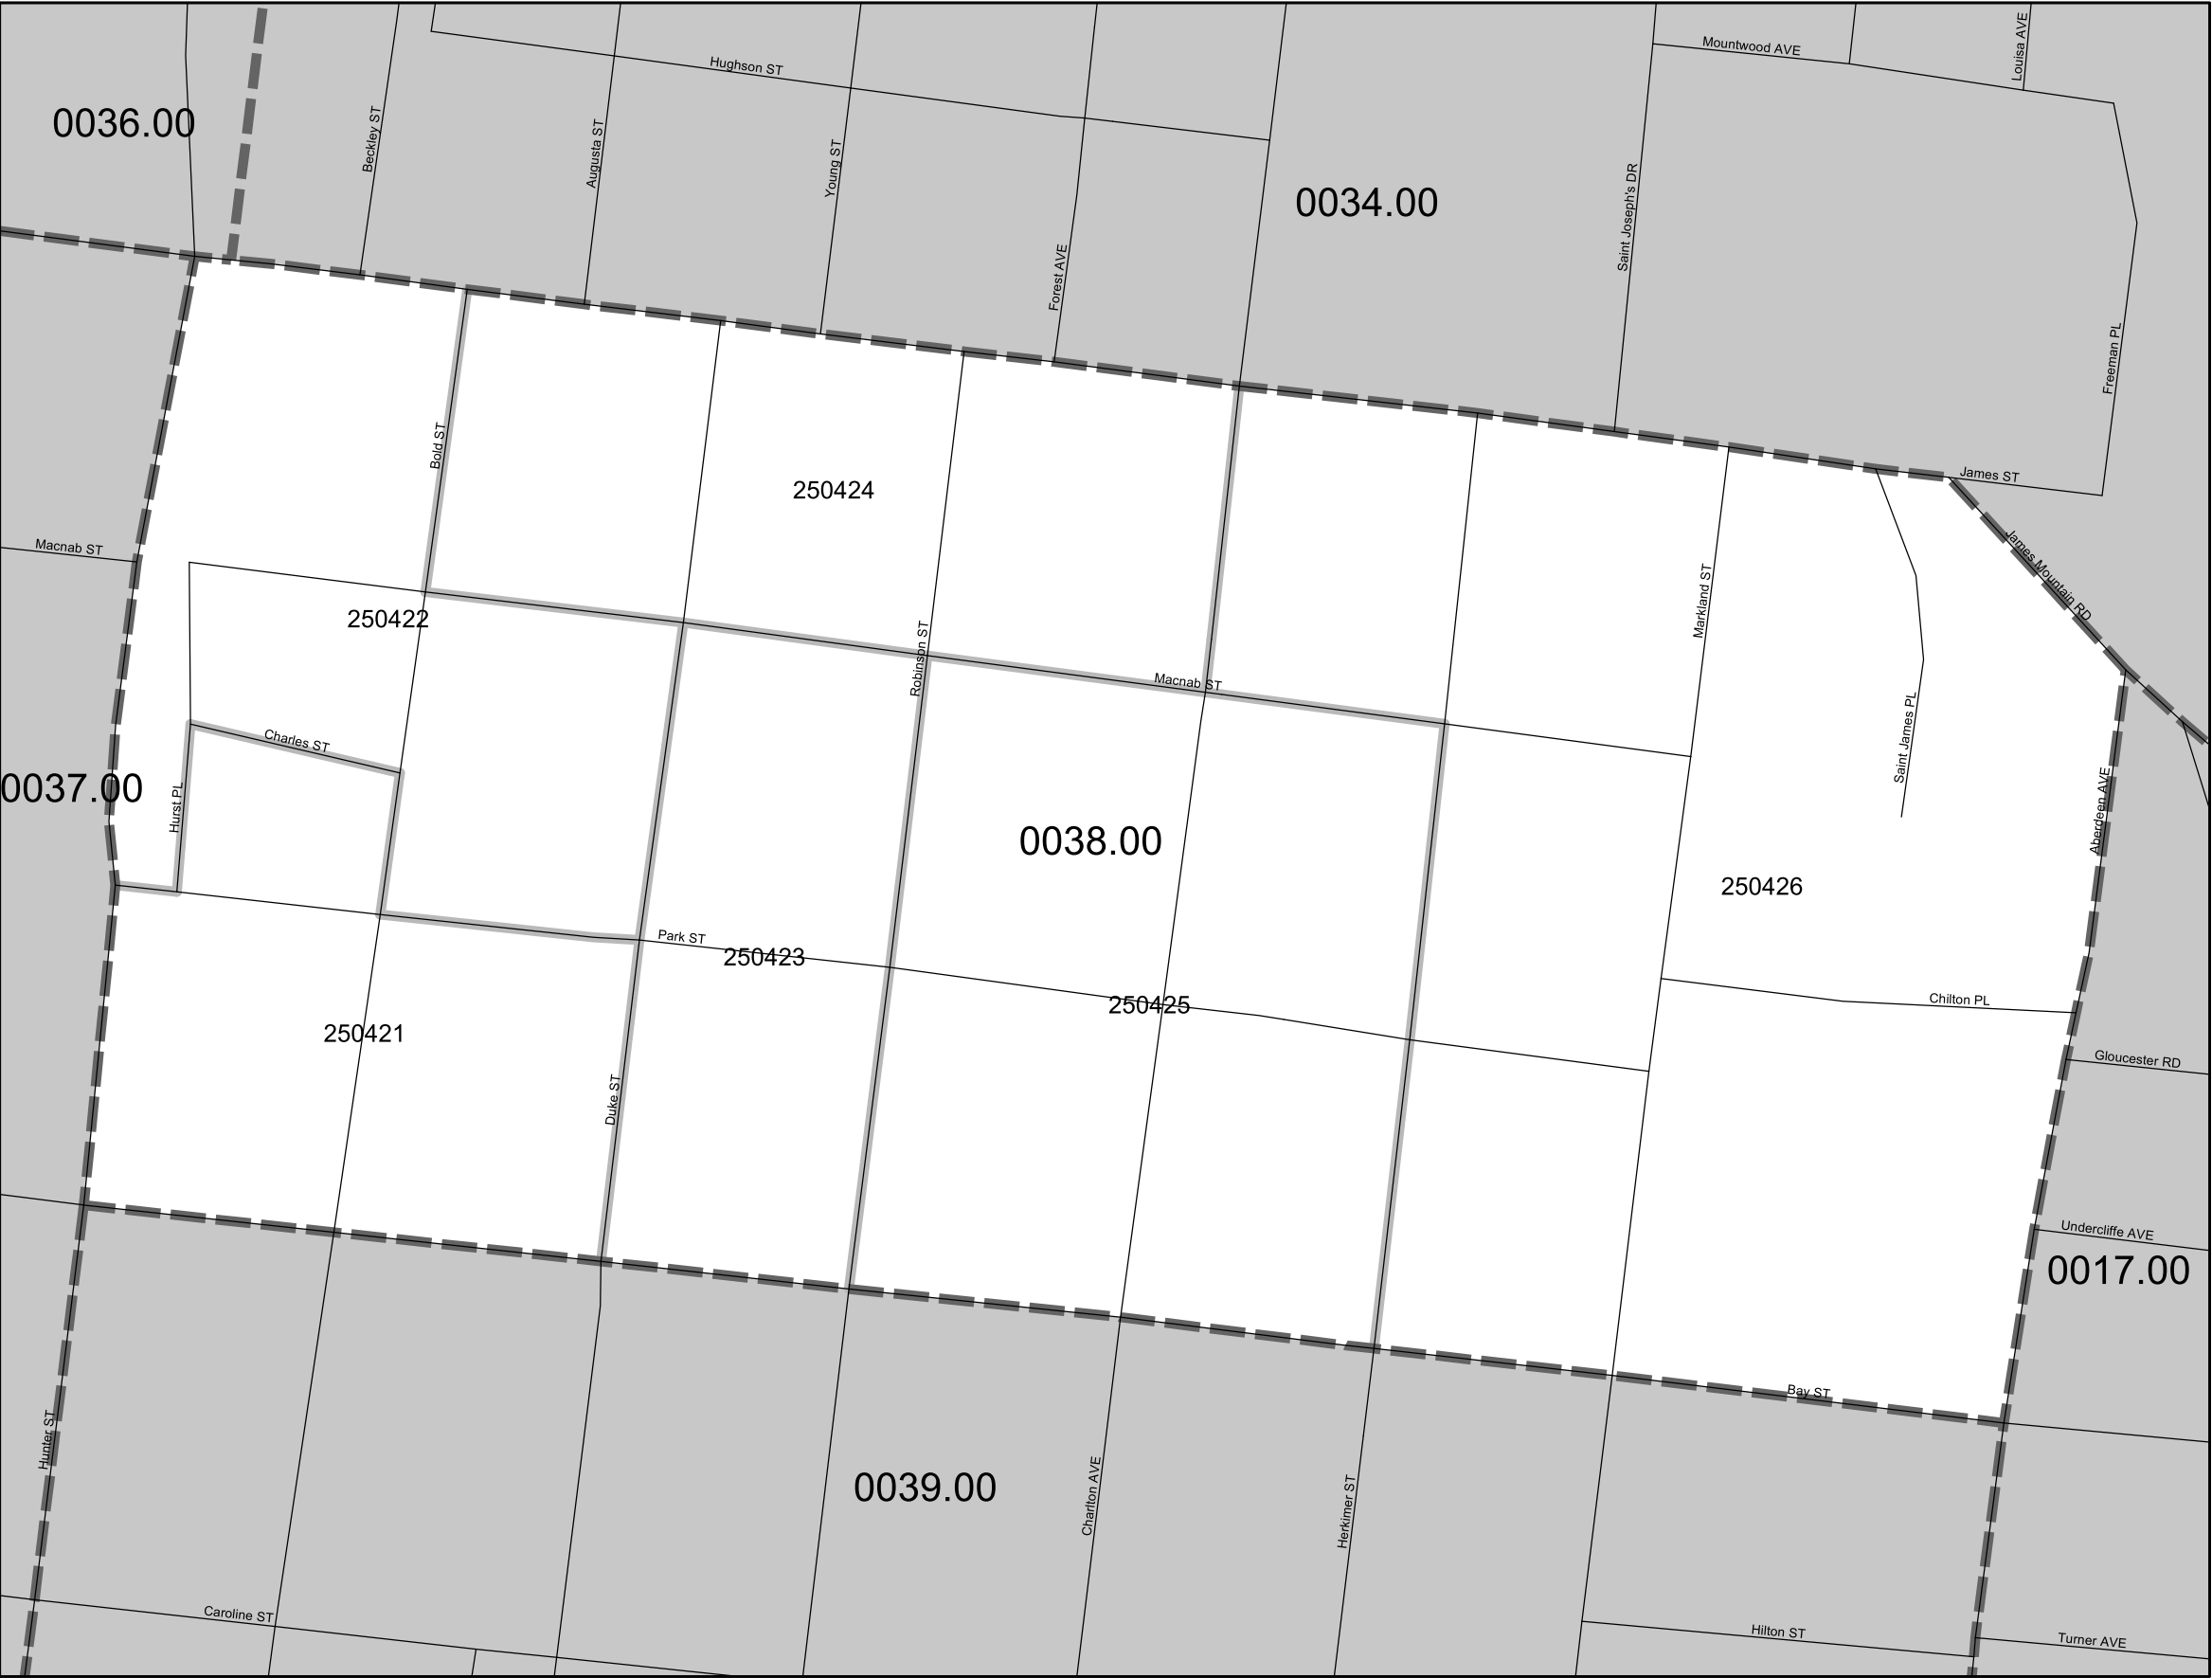 Mountwood AVE
Louisa AVE
Hughson ST
0036.00
Beckley ST
Augusta ST
Young ST
0034.00
Saint Joseph's DR
Forest AVE
Freeman PL
Bold ST
James ST
250424
Macnab ST
James Mountain RD
Markland ST
250422
Robinson ST
Macnab ST
Saint James PL
Charles ST
0037.00
Hurst PL
0038.00
Aberdeen AVE
250426
Park ST
250423
250425
Chilton PL
250421
Gloucester RD
Duke ST
Undercliffe AVE
0017.00
Bay ST
Hunter ST
0039.00
Charlton AVE
Herkimer ST
Caroline ST
Hilton ST
Turner AVE